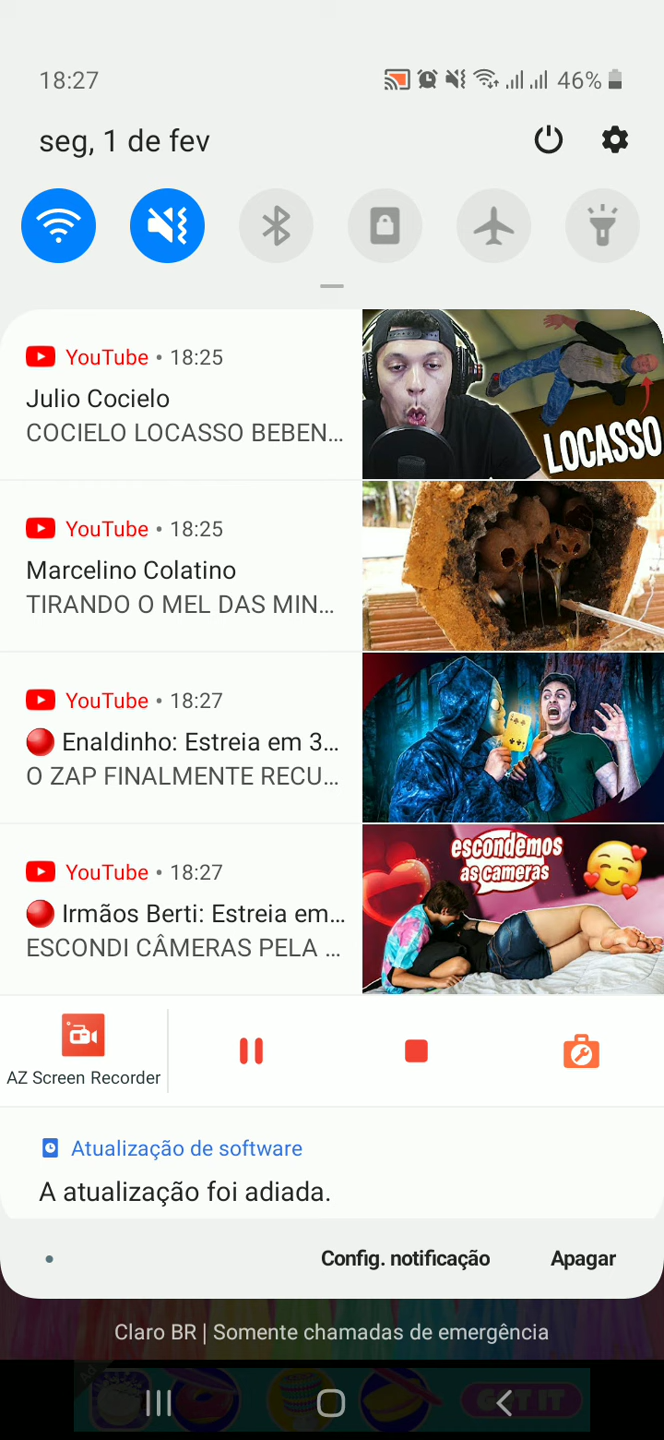 18:27 46%
seg, 1 de fev
YouTube • 18:25
Julio Cocielo
COCIELO LOCASSO BEBEN...
LOCASSO
YouTube • 18:25
Marcelino Colatino
TIRANDO O MEL DAS MIN...
YouTube • 18:27
Enaldinho: Estreia em 3...
O ZAP FINALMENTE RECU...
YouTube • 18:27
Irmãos Berti: Estreia em...
ESCONDI CÂMERAS PELA ...
escondemos
as cameras
AZ Screen Recorder
Atualização de software
A atualização foi adiada.
Config. notificação Apagar
Claro BR | Somente chamadas de emergência
GOT IT